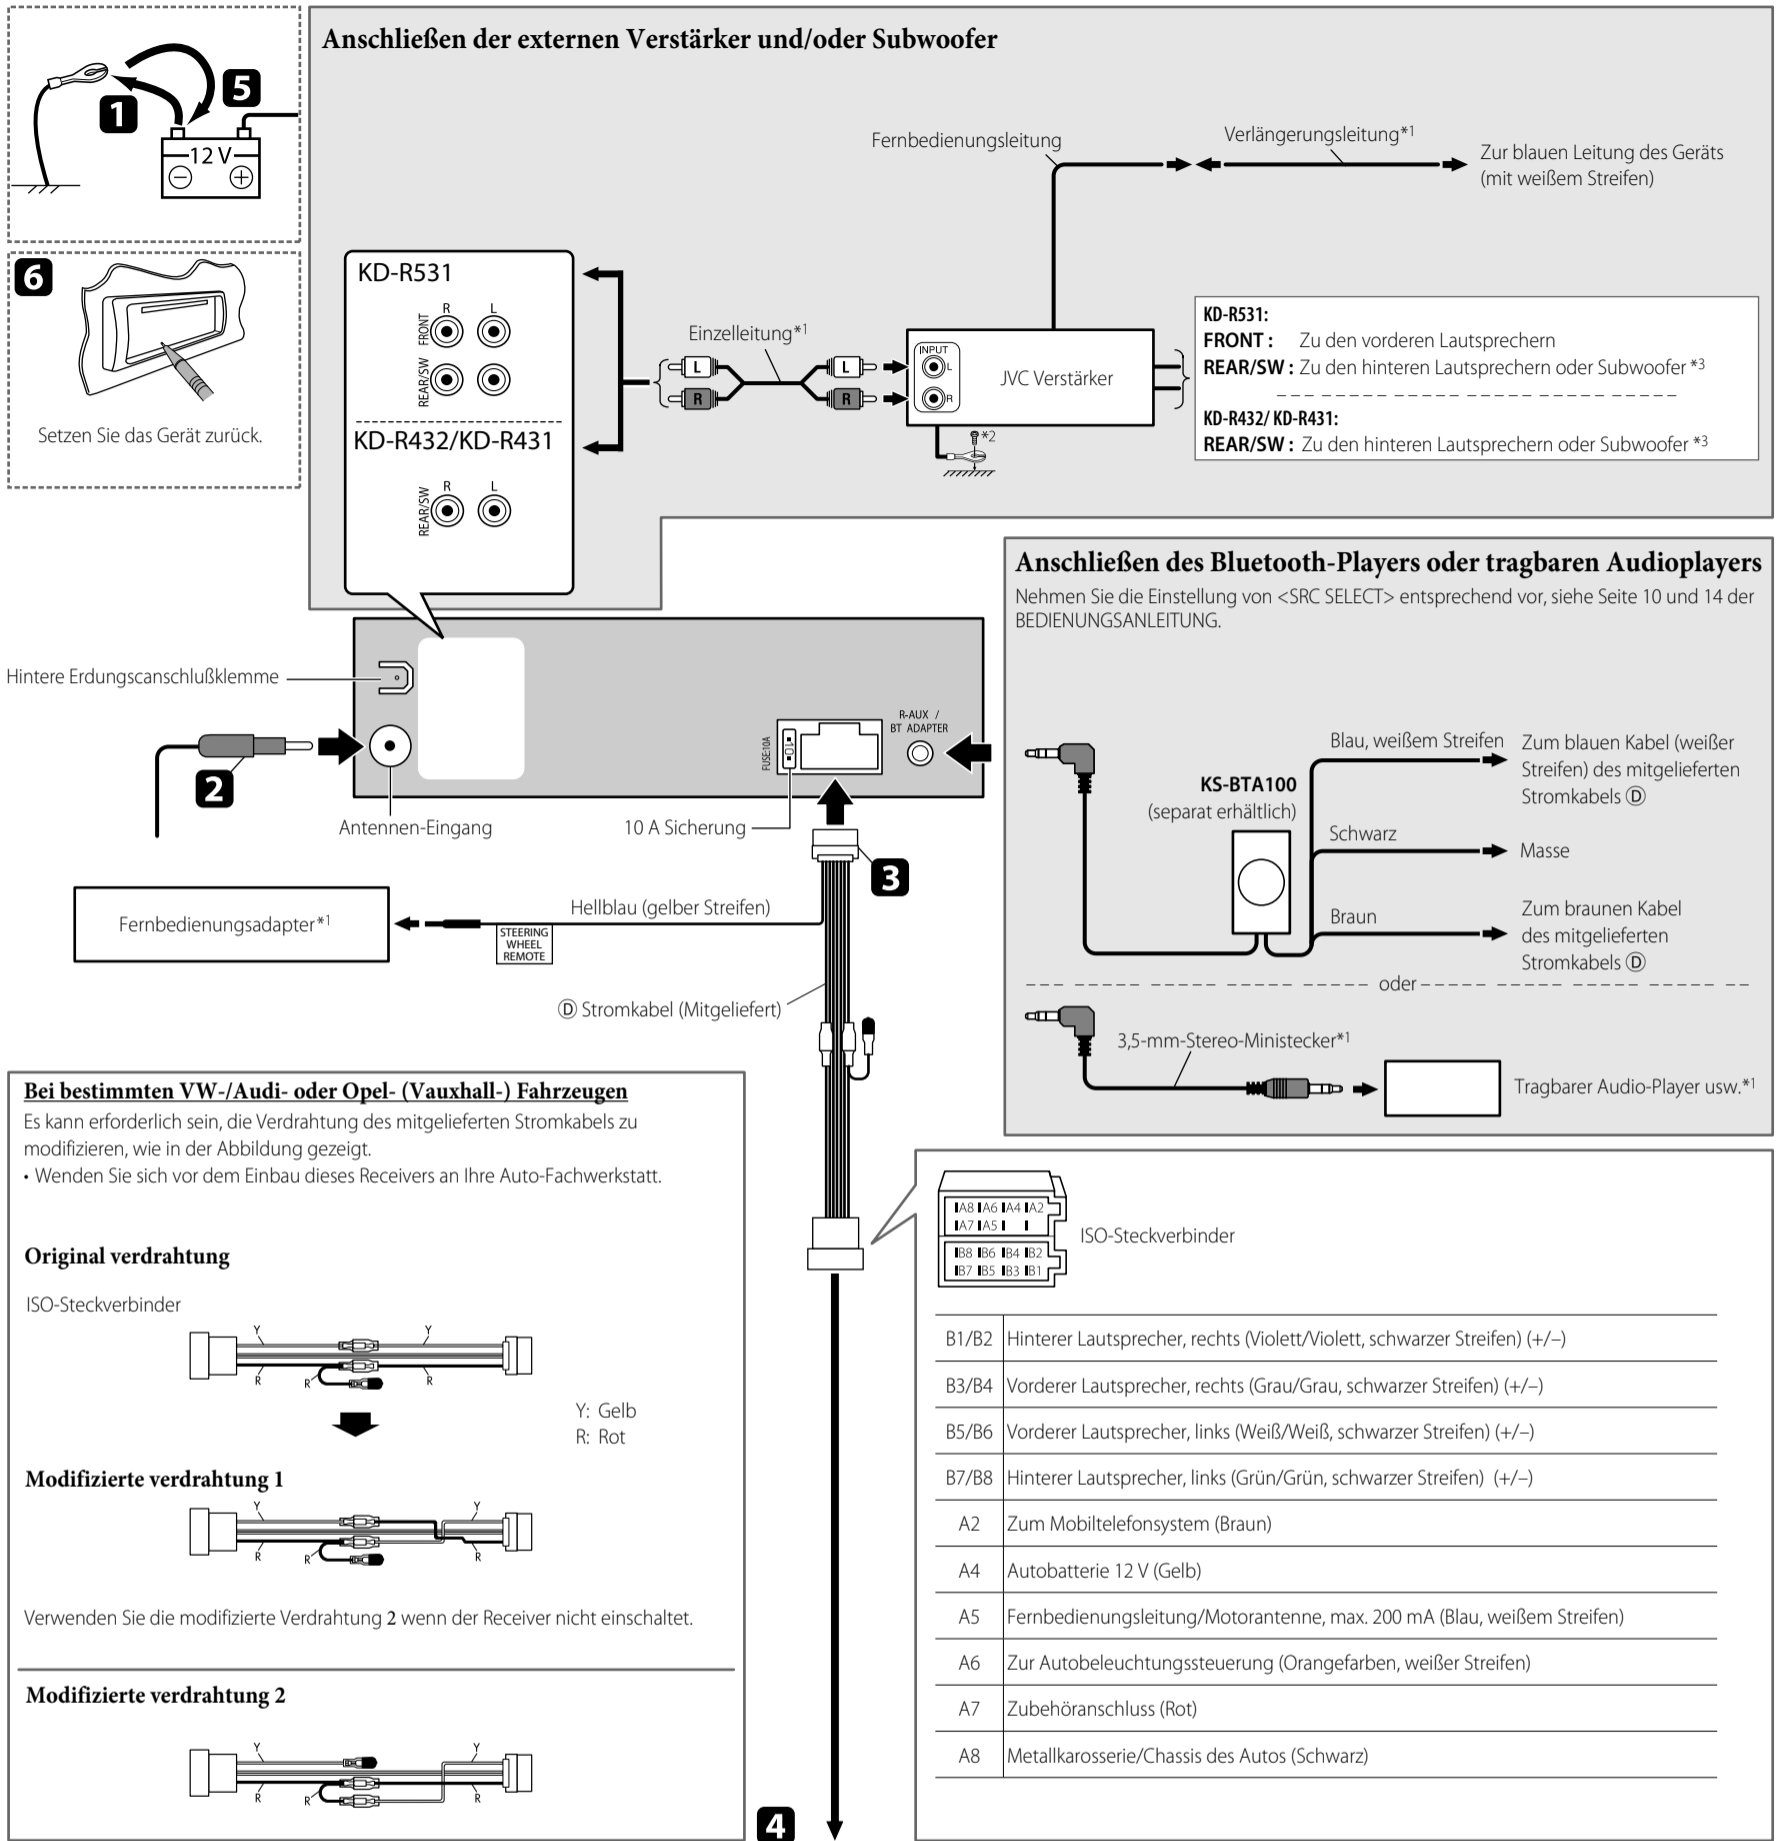 1
5
12 V
6
Setzen Sie das Gerät zurück.
Anschließen der externen Verstärker und/oder Subwoofer
Fernbedienungsleitung
Verlängerungsleitung*1
Zur blauen Leitung des Geräts
(mit weißem Streifen)
KD-R531
R L
FRONT
REAR/SW
KD-R432/KD-R431
R L
REAR/SW
Einzelleitung*1
L
R
L
R
INPUT
L
R
JVC Verstärker
*2
KD-R531:
FRONT : Zu den vorderen Lautsprechern
REAR/SW : Zu den hinteren Lautsprechern oder Subwoofer *3
KD-R432/ KD-R431:
REAR/SW : Zu den hinteren Lautsprechern oder Subwoofer *3
Hintere Erdungscanschlußklemme
2
Antennen-Eingang
10 A Sicherung
FUSE:10A
10
R-AUX /
BT ADAPTER
3
Fernbedienungsadapter*1
Hellblau (gelber Streifen)
STEERING
WHEEL
REMOTE
Ⓓ Stromkabel (Mitgeliefert)
Anschließen des Bluetooth-Players oder tragbaren Audioplayers
Nehmen Sie die Einstellung von <SRC SELECT> entsprechend vor, siehe Seite 10 und 14 der
BEDIENUNGSANLEITUNG.
KS-BTA100
(separat erhältlich)
Blau, weißem Streifen
Zum blauen Kabel (weißer
Streifen) des mitgelieferten
Stromkabels Ⓓ
Schwarz
Masse
Braun
Zum braunen Kabel
des mitgelieferten
Stromkabels Ⓓ
oder
3,5-mm-Stereo-Ministecker*1
Tragbarer Audio-Player usw.*1
Bei bestimmten VW-/Audi- oder Opel- (Vauxhall-) Fahrzeugen
Es kann erforderlich sein, die Verdrahtung des mitgelieferten Stromkabels zu
modifizieren, wie in der Abbildung gezeigt.
• Wenden Sie sich vor dem Einbau dieses Receivers an Ihre Auto-Fachwerkstatt.
Original verdrahtung
ISO-Steckverbinder
Y Y
R R R
Y: Gelb
R: Rot
Modifizierte verdrahtung 1
Y Y
R R R
Verwenden Sie die modifizierte Verdrahtung 2 wenn der Receiver nicht einschaltet.
Modifizierte verdrahtung 2
Y Y
R R R
4
A8 A6 A4 A2
A7 A5
B8 B6 B4 B2
B7 B5 B3 B1
ISO-Steckverbinder
B1/B2 Hinterer Lautsprecher, rechts (Violett/Violett, schwarzer Streifen) (+/–)
B3/B4 Vorderer Lautsprecher, rechts (Grau/Grau, schwarzer Streifen) (+/–)
B5/B6 Vorderer Lautsprecher, links (Weiß/Weiß, schwarzer Streifen) (+/–)
B7/B8 Hinterer Lautsprecher, links (Grün/Grün, schwarzer Streifen) (+/–)
A2 Zum Mobiltelefonsystem (Braun)
A4 Autobatterie 12 V (Gelb)
A5 Fernbedienungsleitung/Motorantenne, max. 200 mA (Blau, weißem Streifen)
A6 Zur Autobeleuchtungssteuerung (Orangefarben, weißer Streifen)
A7 Zubehöranschluss (Rot)
A8 Metallkarosserie/Chassis des Autos (Schwarz)